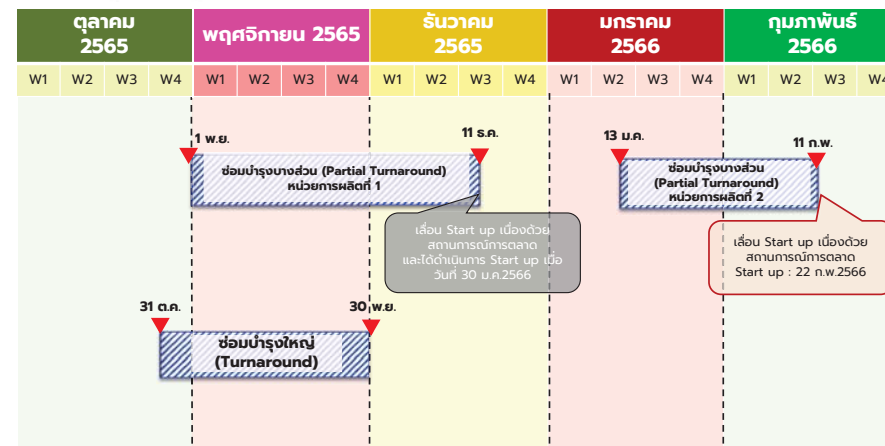 ตุลาคม
2565
พฤศจิกายน 2565
ธันวาคม
2565
มกราคม
2566
กุมภาพันธ์
2566
W1 W2 W3 W4 W1 W2 W3 W4 W1 W2 W3 W4 W1 W2 W3 W4 W1 W2 W3 W4
1 พ.ย.
11 ธ.ค.
13 ม.ค.
11 ก.พ.
ซ่อมบำรุงบางส่วน (Partial Turnaround)
หน่วยการผลิตที่ 1
ซ่อมบำรุงบางส่วน
(Partial Turnaround)
หน่วยการผลิตที่ 2
เลื่อน Start up เนื่องด้วย
สถานการณ์การตลาด
และได้ดำเนินการ Start up เมื่อ
วันที่ 30 ม.ค.2566
เลื่อน Start up เนื่องด้วย
สถานการณ์การตลาด
Start up : 22 ก.พ.2566
31 ต.ค.
30 พ.ย.
ซ่อมบำรุงใหญ่
(Turnaround)